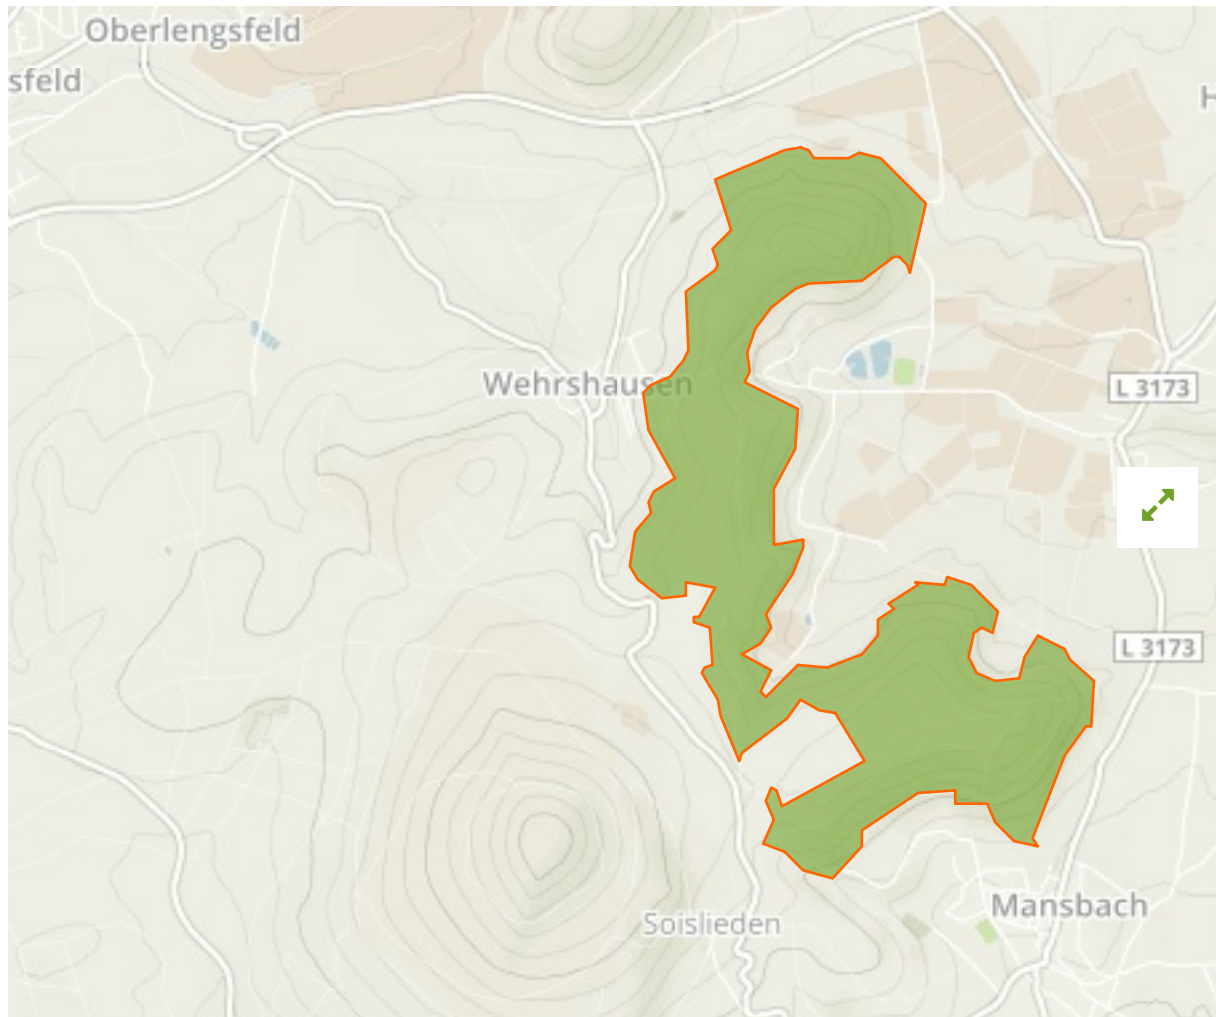 Oberlengsfeld
sfeld
H
Wehrshausen
L 3173
L 3173
Mansbach
Soislieden